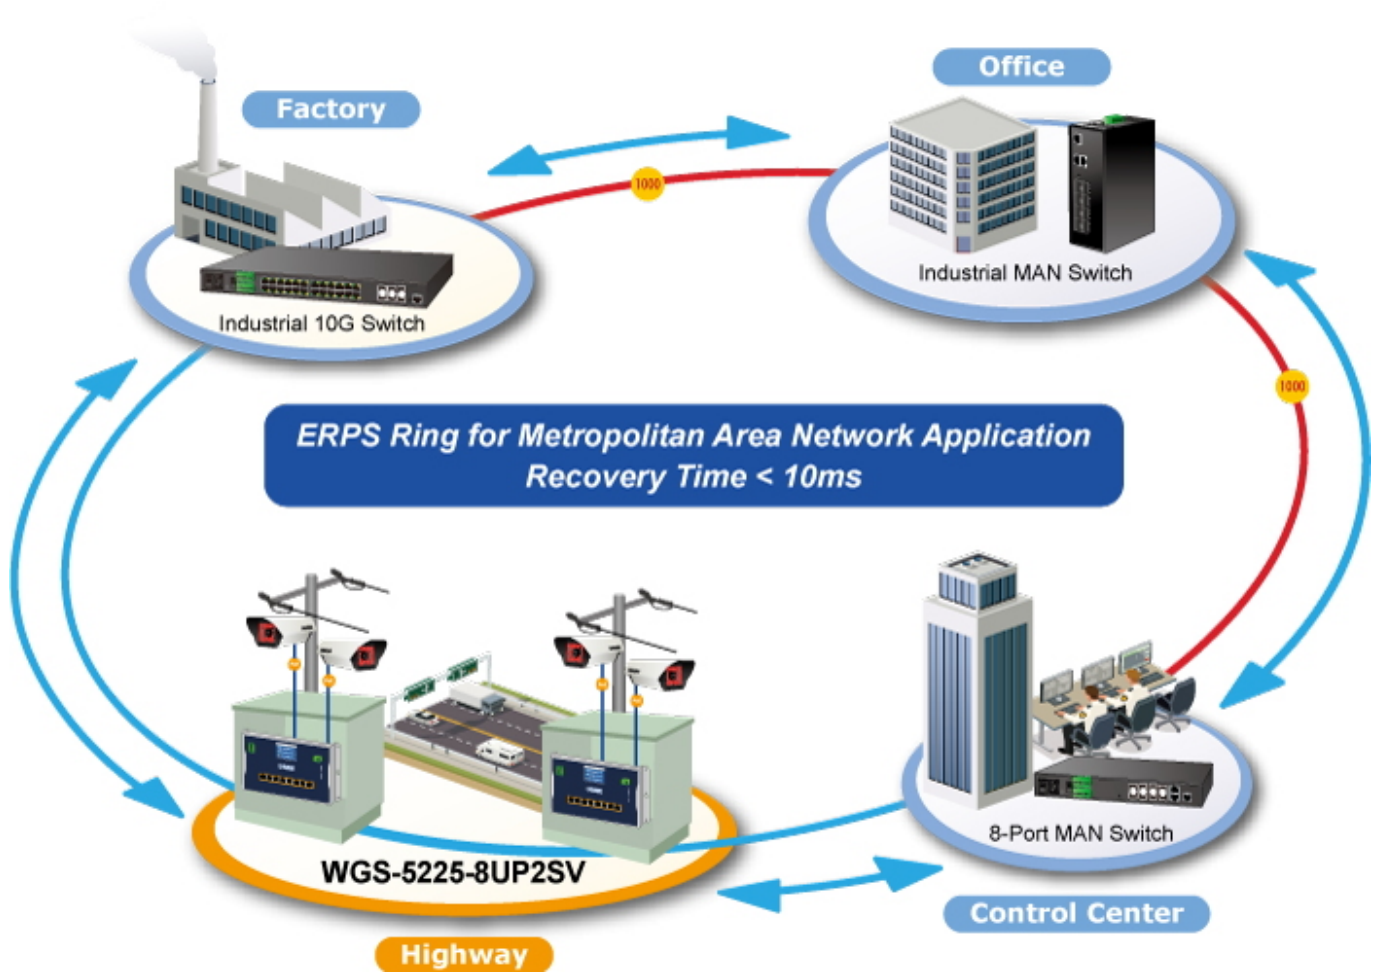 Office
Factory
1000
Industrial MAN Switch
Industrial 10G Switch
1000
ERPS Ring for Metropolitan Area Network Application
Recovery Time < 10ms
8-Port MAN Switch
WGS-5225-8UP2SV
Control Center
Highway